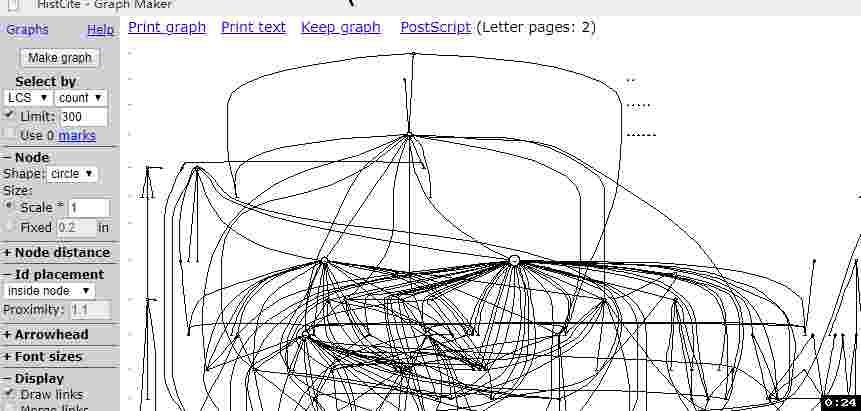 HistCite - Graph Maker
Graphs Help Print graph Print text Keep graph PostScript (Letter pages: 2)
Make graph
Select by
LCS count
Limit: 300
Use 0 marks
− Node
Shape: circle
Size:
Scale * 1
Fixed 0.2 in
+ Node distance
− Id placement
inside node
Proximity: 1.1
+ Arrowhead
+ Font sizes
− Display
Draw links
Merge links
0:24